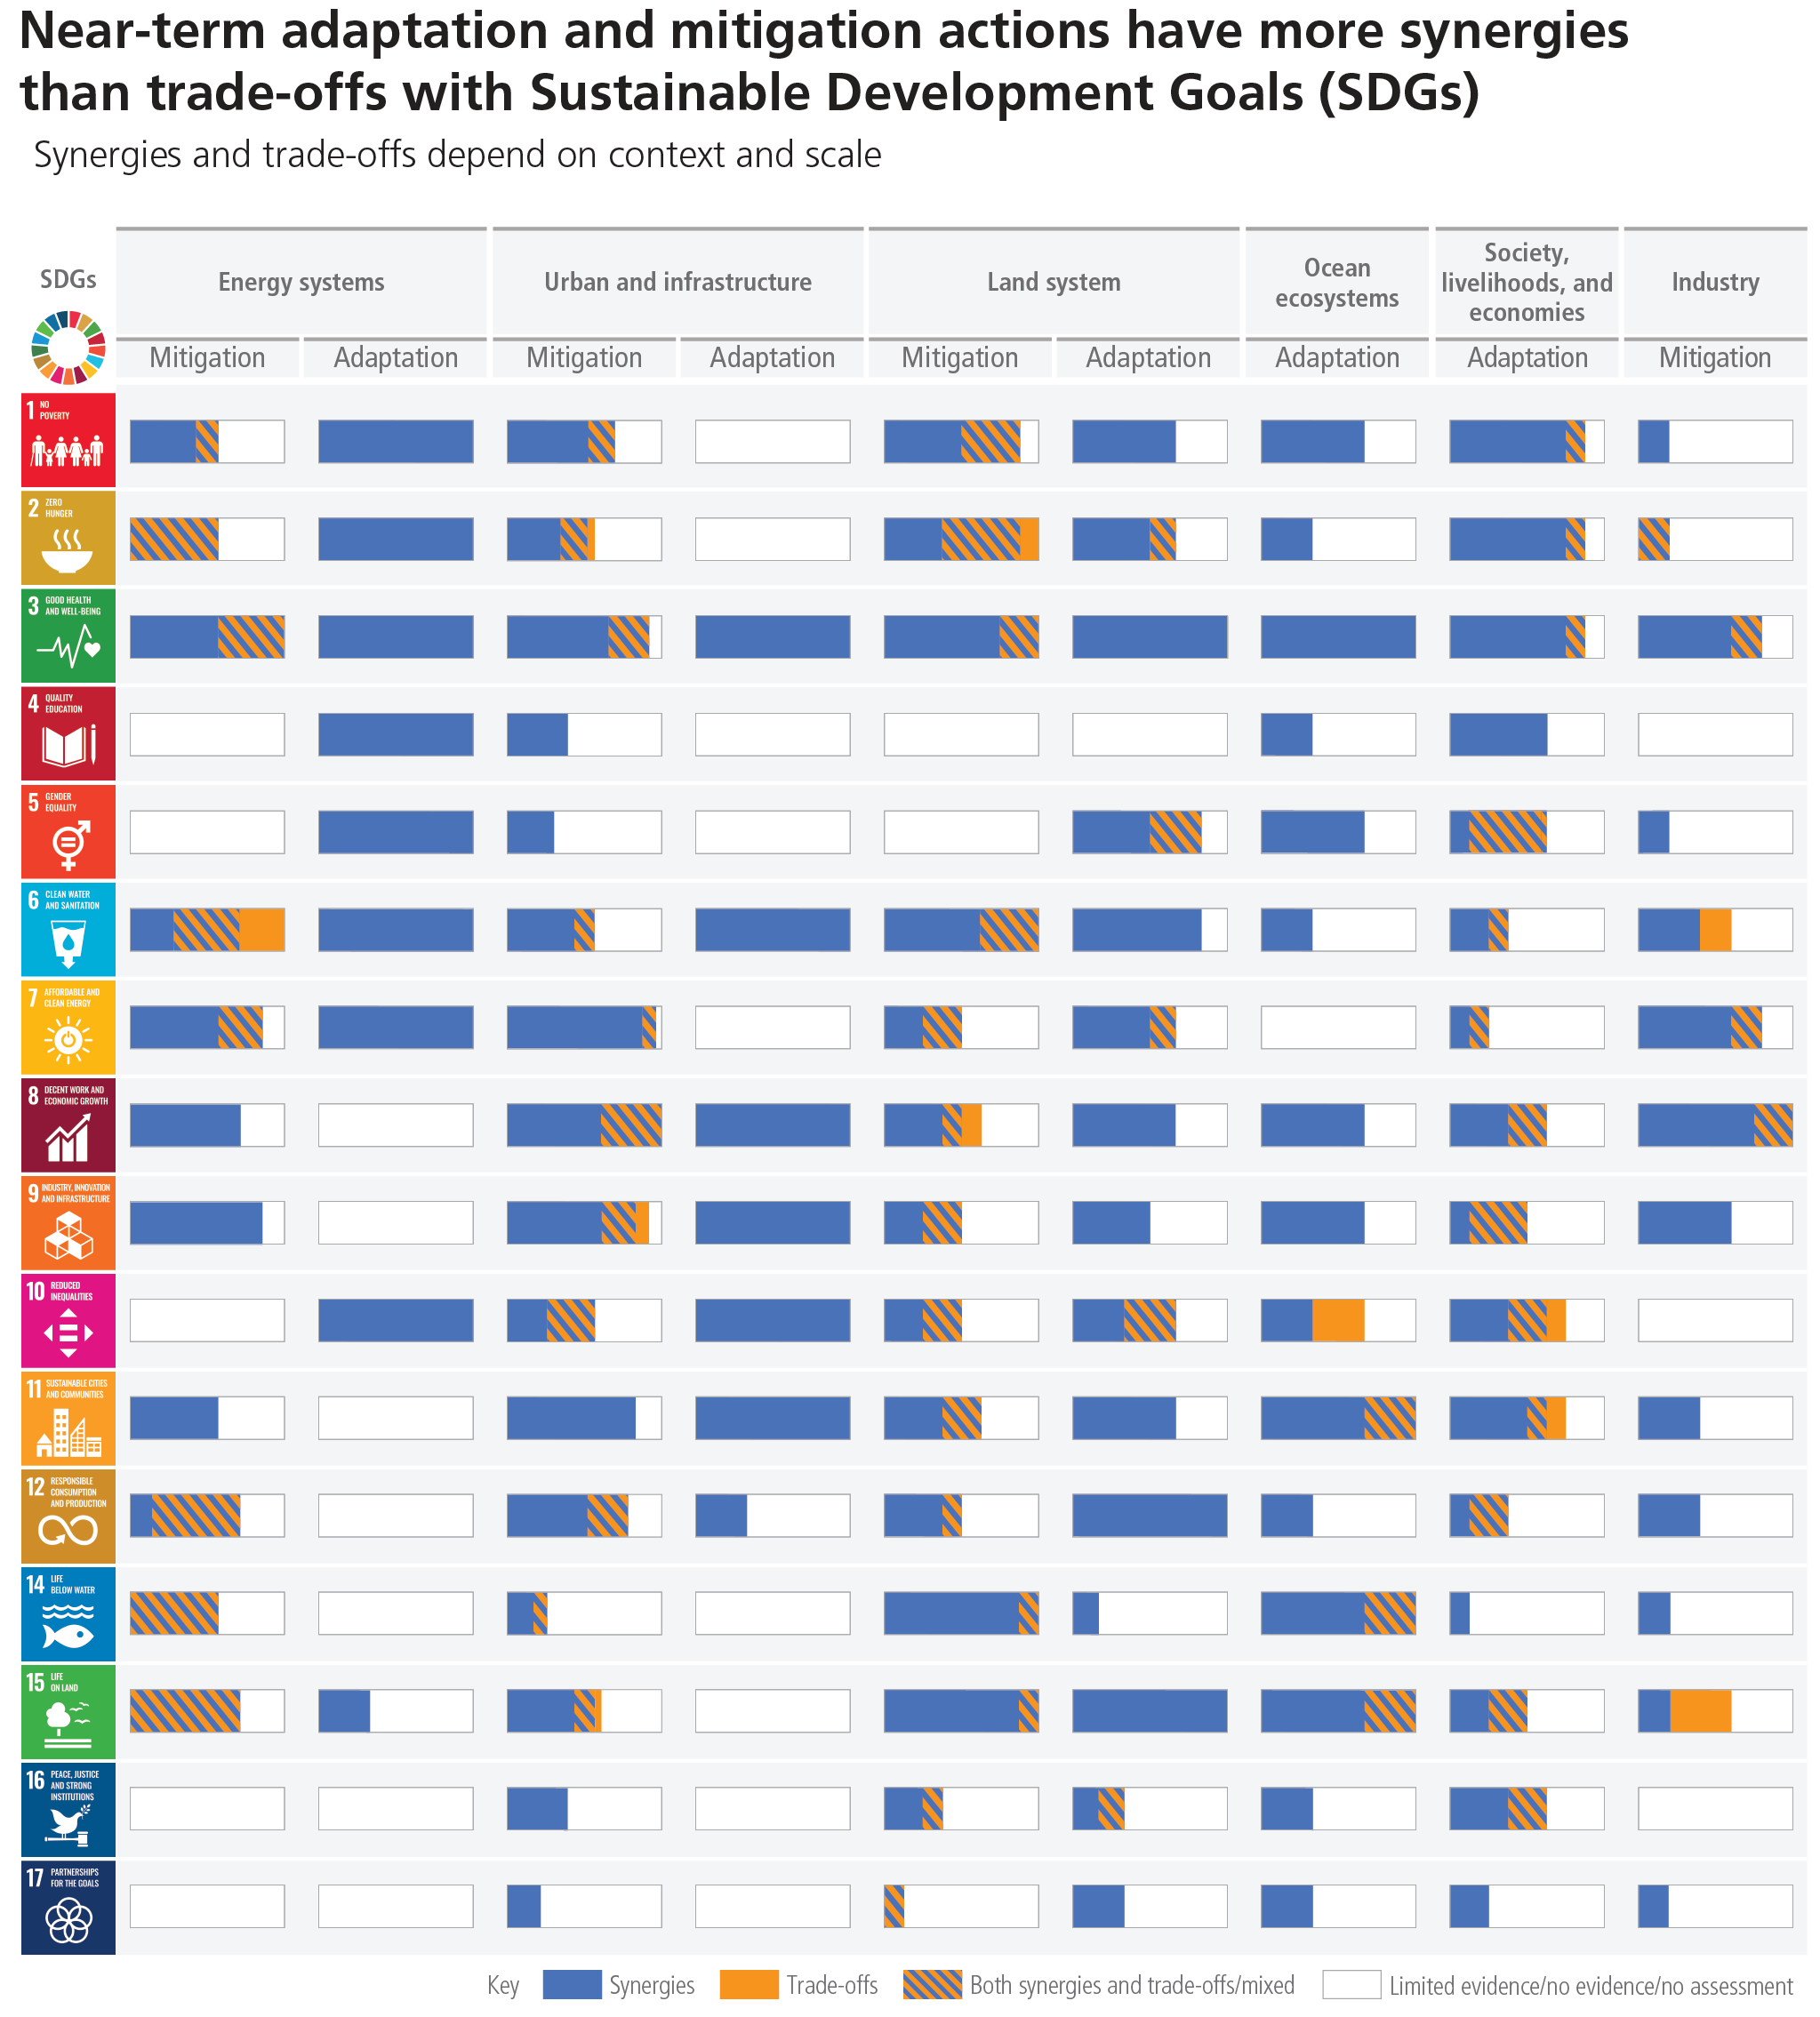 Near-term adaptation and mitigation actions have more synergies
than trade-offs with Sustainable Development Goals (SDGs)
Synergies and trade-offs depend on context and scale
SDGs
Energy systems
Urban and infrastructure
Land system
Ocean
ecosystems
Society,
livelihoods, and
economies
Industry
Mitigation
Adaptation
Mitigation
Adaptation
Mitigation
Adaptation
Adaptation
Adaptation
Mitigation
1 NO
POVERTY
2 ZERO
HUNGER
3 GOOD HEALTH
AND WELL-BEING
4 QUALITY
EDUCATION
5 GENDER
EQUALITY
6 CLEAN WATER
AND SANITATION
7 AFFORDABLE AND
CLEAN ENERGY
8 DECENT WORK AND
ECONOMIC GROWTH
9 INDUSTRY, INNOVATION
AND INFRASTRUCTURE
10 REDUCED
INEQUALITIES
11 SUSTAINABLE CITIES
AND COMMUNITIES
12 RESPONSIBLE
CONSUMPTION
AND PRODUCTION
14 LIFE
BELOW WATER
15 LIFE
ON LAND
16 PEACE, JUSTICE
AND STRONG
INSTITUTIONS
17 PARTNERSHIPS
FOR THE GOALS
Key
Synergies
Trade-offs
Both synergies and trade-offs/mixed
Limited evidence/no evidence/no assessment